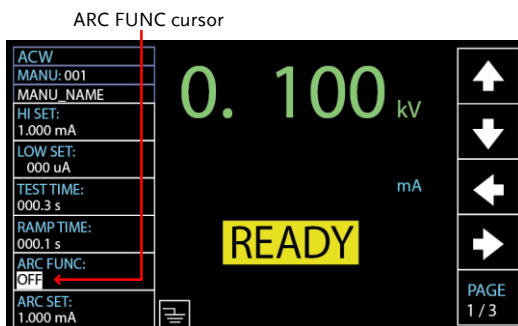 ARC FUNC cursor
ACW
MANU: 001
MANU_NAME
HI SET:
1.000 mA
LOW SET:
000 uA
TEST TIME:
000.3 s
RAMP TIME:
000.1 s
ARC FUNC:
OFF
ARC SET:
1.000 mA
0. 100 kV
mA
READY
PAGE
1 / 3